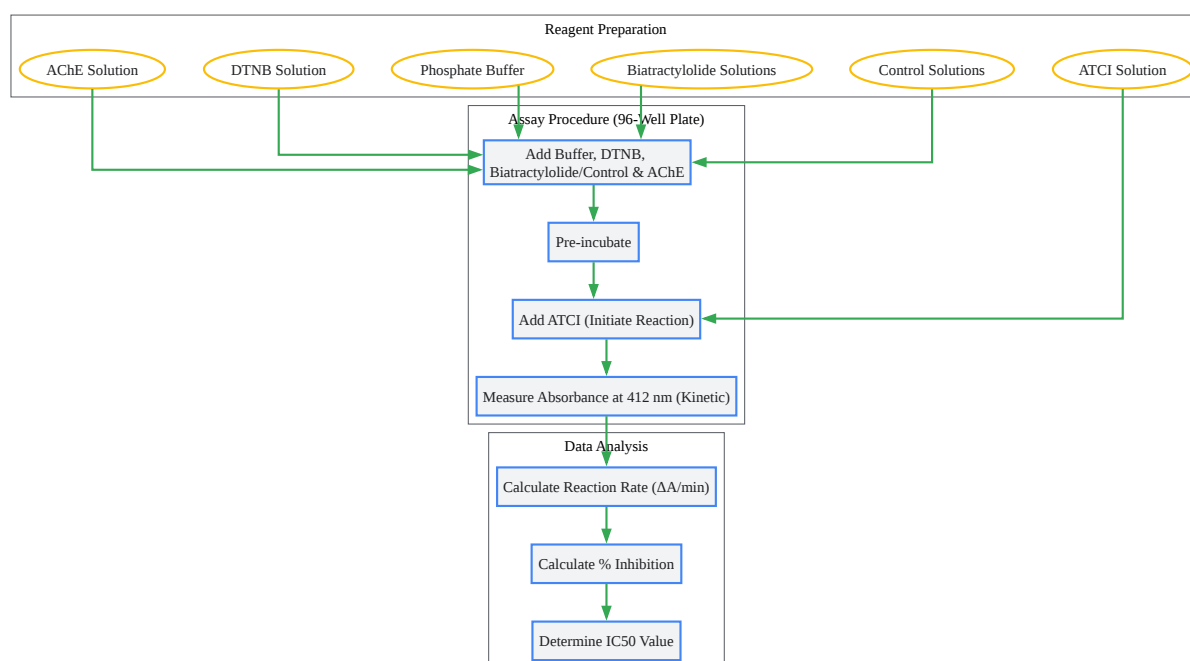 Reagent Preparation
AChE Solution
DTNB Solution
Phosphate Buffer
Biatractylolide Solutions
Control Solutions
ATCI Solution
Assay Procedure (96-Well Plate)
Add Buffer, DTNB,
Biatractylolide/Control & AChE
Pre-incubate
Add ATCI (Initiate Reaction)
Measure Absorbance at 412 nm (Kinetic)
Data Analysis
Calculate Reaction Rate (ΔA/min)
Calculate % Inhibition
Determine IC50 Value